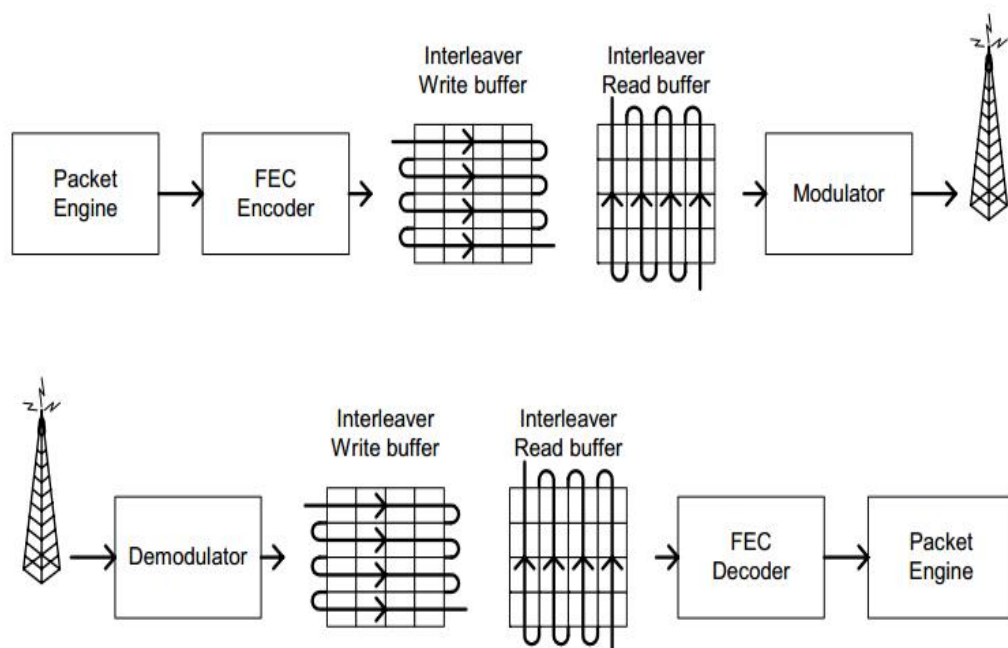 Interleaver
Write buffer
Interleaver
Read buffer
Packet
Engine
FEC
Encoder
Modulator
Interleaver
Write buffer
Interleaver
Read buffer
Demodulator
FEC
Decoder
Packet
Engine